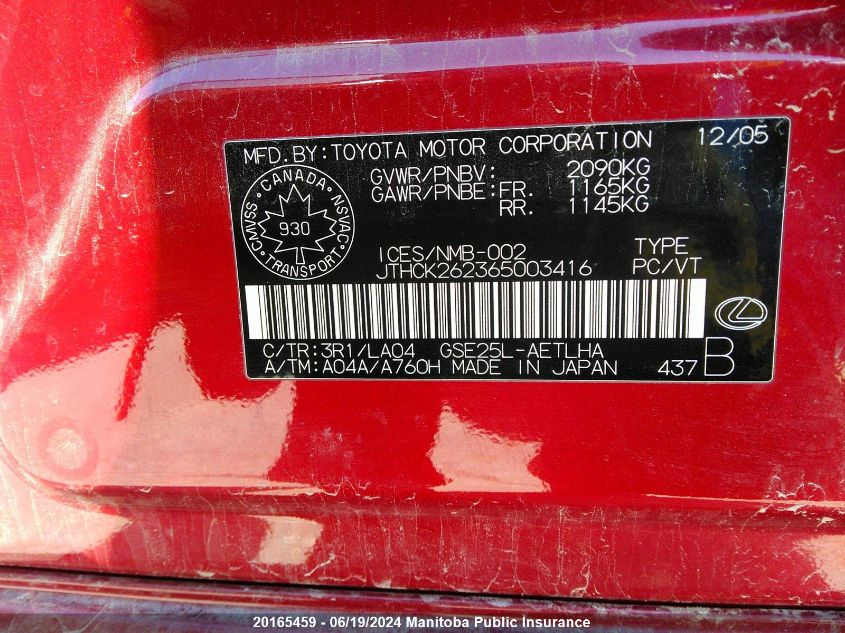 MFD.BY:TOYOTA MOTOR CORPORATION 12/05
GVWR/PNBV: 2090KG
GAWR/PNBE:FR. 1165KG
RR. 1145KG
CANADA
CMVSS 930 NSVAC
TRANSPORT
ICES/NMB-002 TYPE
JTHCK262365003416 PC/VT
C/TR:3R1/LA04 GSE25L-AETLHA
A/TM:A04A/A760H MADE IN JAPAN 437 B
20165459 - 06/19/2024 Manitoba Public Insurance